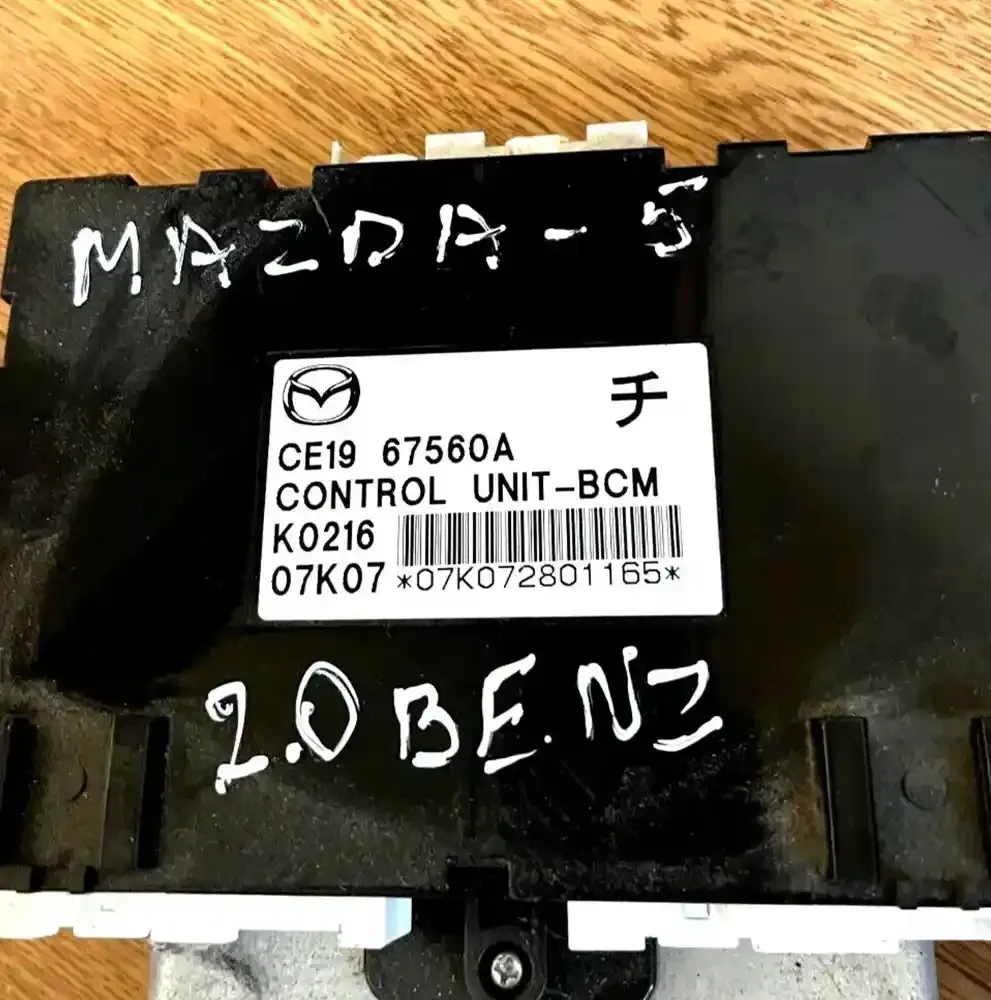 MAZDA-5
チ
CE19 67560A
CONTROL UNIT-BCM
K0216
07K07 *07K072801165*
2.0 BE.NZ